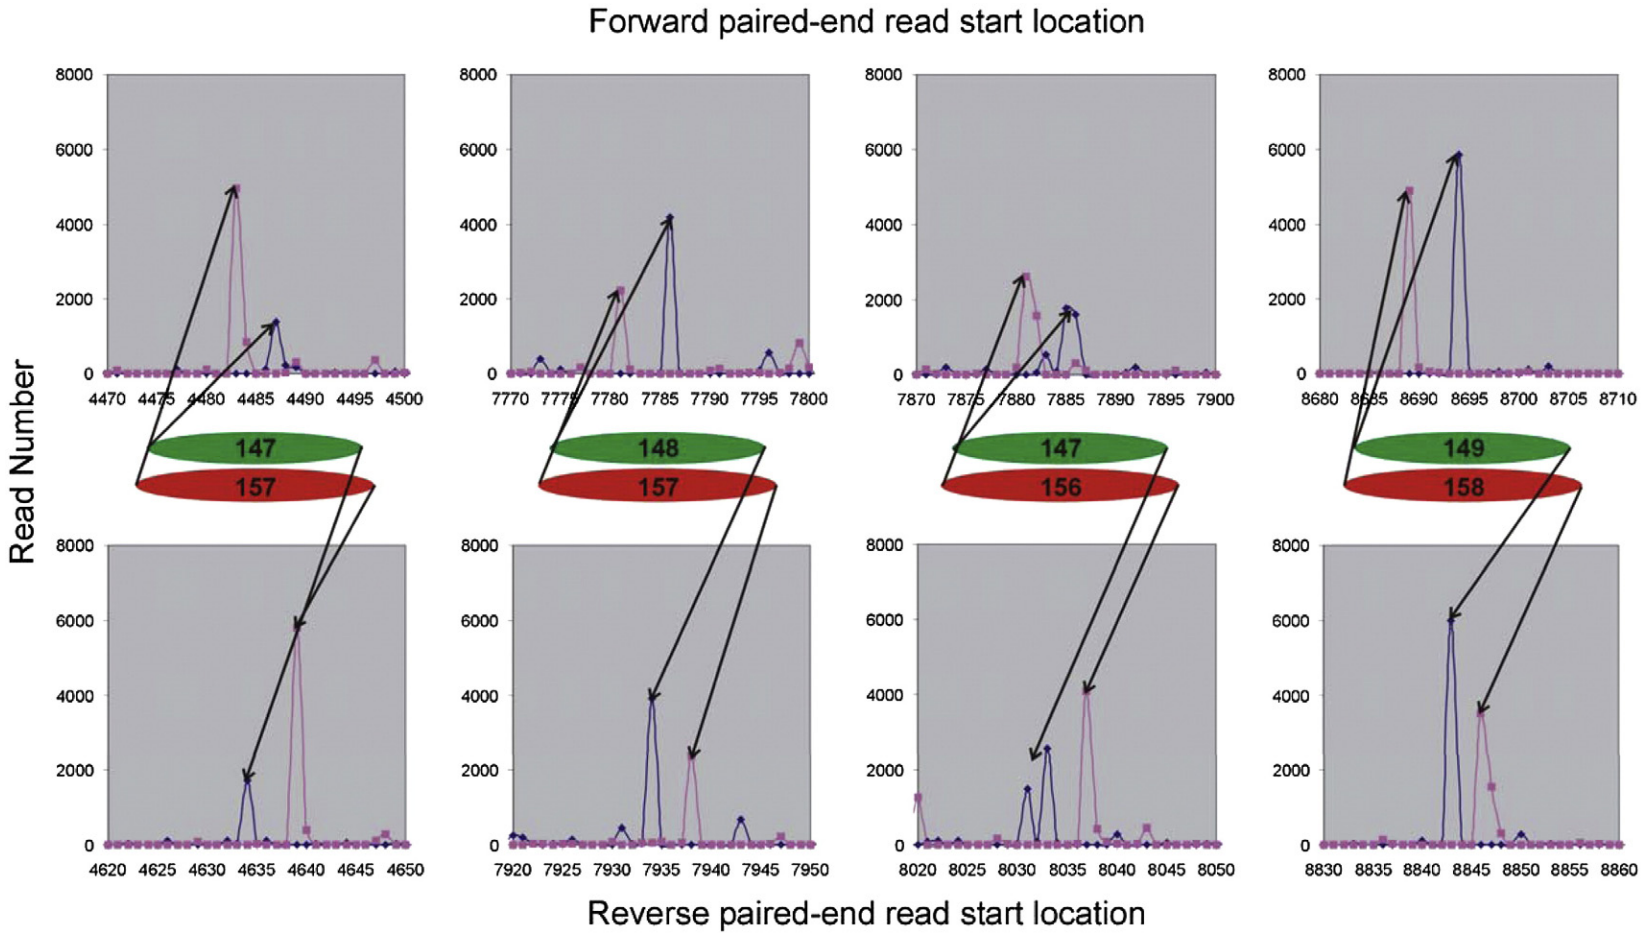 Forward paired-end read start location
8000 8000 8000 8000
6000 6000 6000 6000
4000 4000 4000 4000
2000 2000 2000 2000
0 0 0 0
4470 4475 4480 4485 4490 4495 4500 7770 7775 7780 7785 7790 7795 7800 7870 7875 7880 7885 7890 7895 7900 8680 8685 8690 8695 8700 8705 8710
Read Number
147 148 147 149
157 157 156 158
8000 8000 8000 8000
6000 6000 6000 6000
4000 4000 4000 4000
2000 2000 2000 2000
0 0 0 0
4620 4625 4630 4635 4640 4645 4650 7920 7925 7930 7935 7940 7945 7950 8020 8025 8030 8035 8040 8045 8050 8830 8835 8840 8845 8850 8855 8860
Reverse paired-end read start location